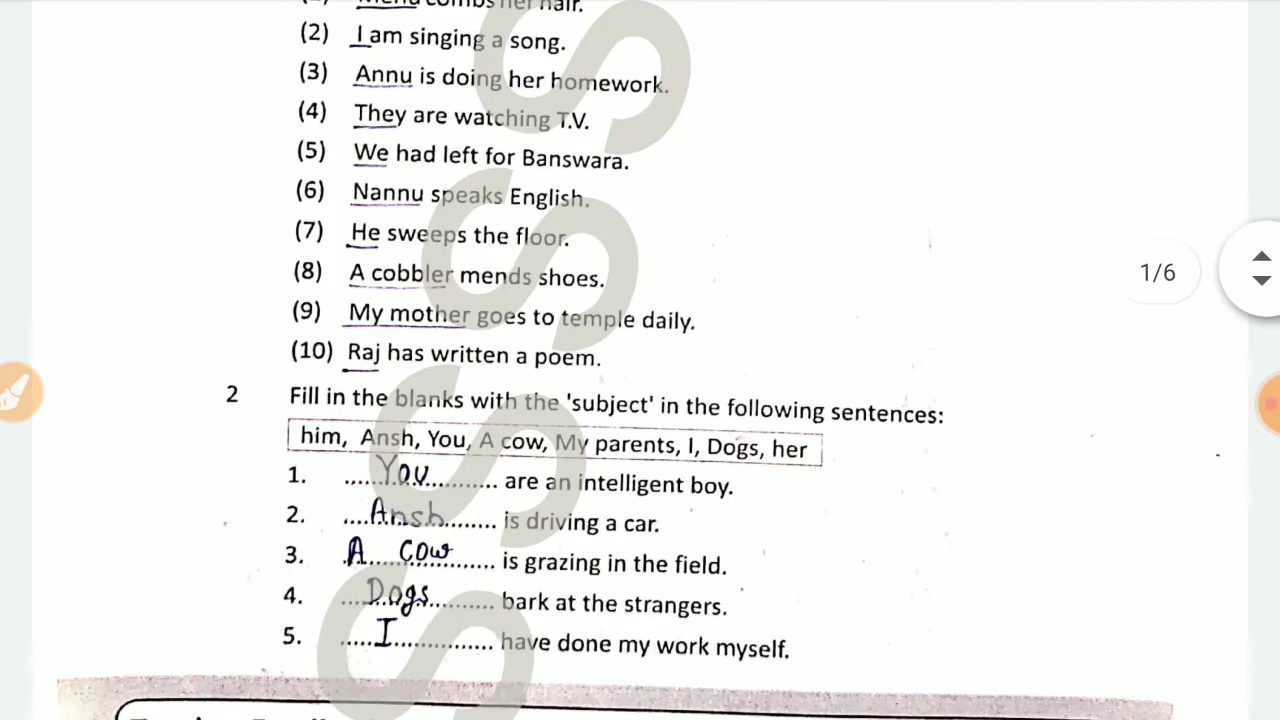 combs her hair.
(2) I am singing a song.
(3) Annu is doing her homework.
(4) They are watching T.V.
(5) We had left for Banswara.
(6) Nannu speaks English.
(7) He sweeps the floor.
(8) A cobbler mends shoes.
(9) My mother goes to temple daily.
1/6
(10) Raj has written a poem.
2 Fill in the blanks with the 'subject' in the following sentences:
him, Ansh, You, A cow, My parents, I, Dogs, her
1. ......You........... are an intelligent boy.
2. ....Ansh........ is driving a car.
3. A cow is grazing in the field.
4. ....Dogs........... bark at the strangers.
5. .....I............... have done my work myself.
SSSSS